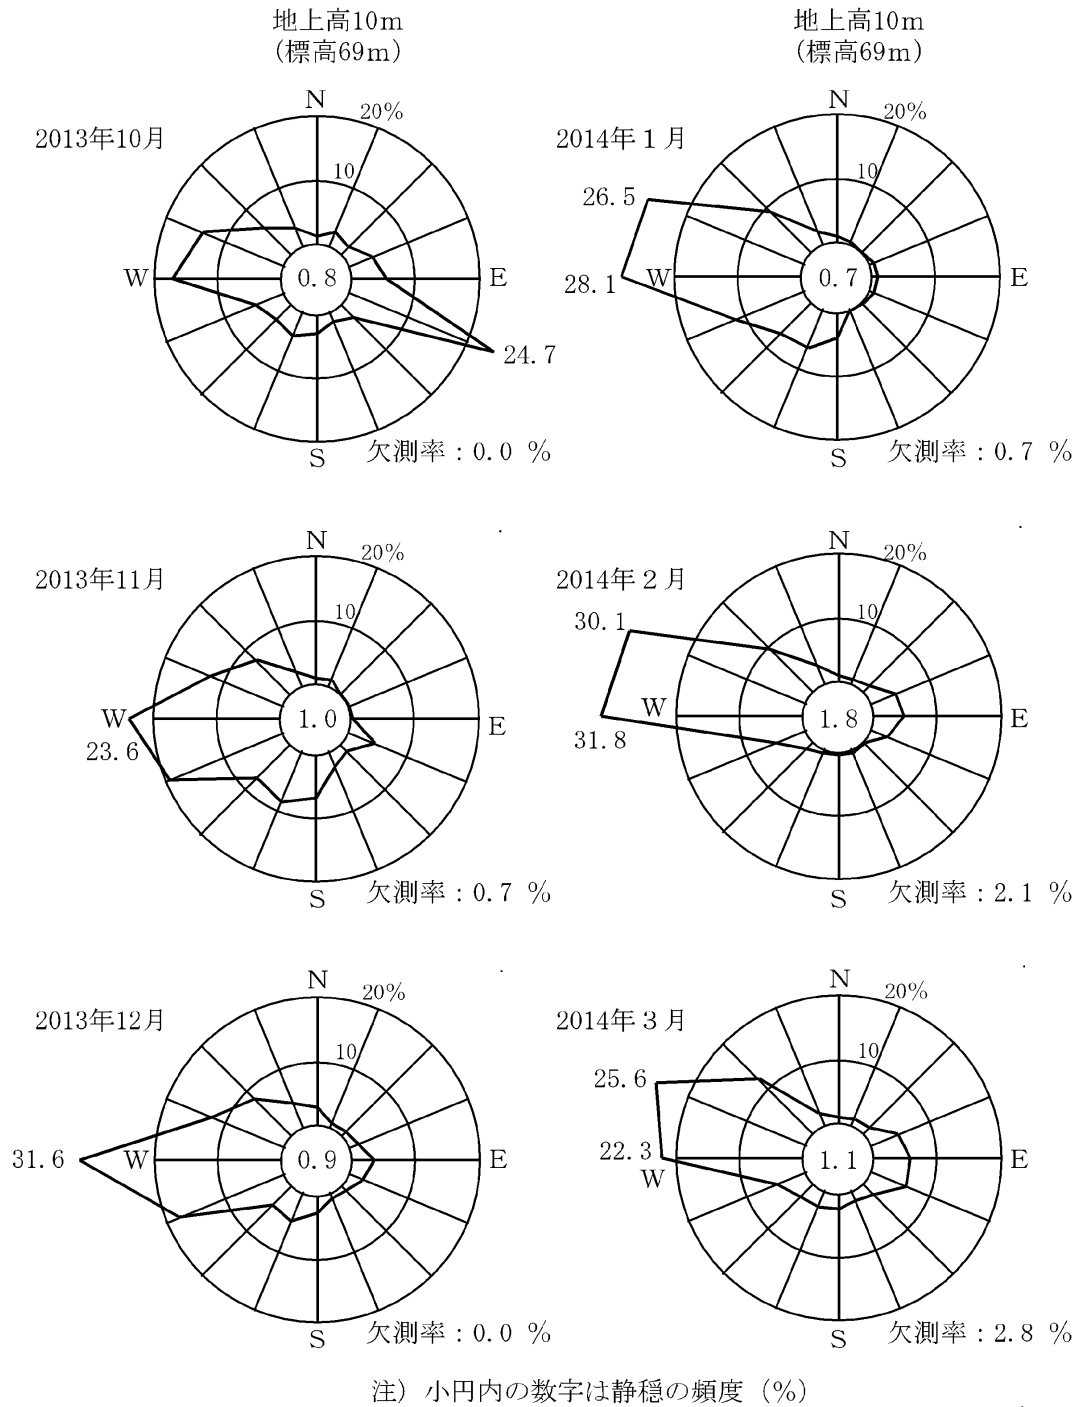 地上高10m
(標高69m)
地上高10m
(標高69m)
2013年10月
N
20%
10
W
0.8
E
24.7
S
欠測率：0.0 %
2014年１月
N
20%
10
26.5
28.1
W
0.7
E
S
欠測率：0.7 %
2013年11月
N
20%
10
W
23.6
1.0
E
S
欠測率：0.7 %
2014年２月
N
20%
10
30.1
W
31.8
1.8
E
S
欠測率：2.1 %
2013年12月
N
20%
10
31.6
W
0.9
E
S
欠測率：0.0 %
2014年３月
N
20%
10
25.6
22.3
W
1.1
E
S
欠測率：2.8 %
注）小円内の数字は静穏の頻度（%）